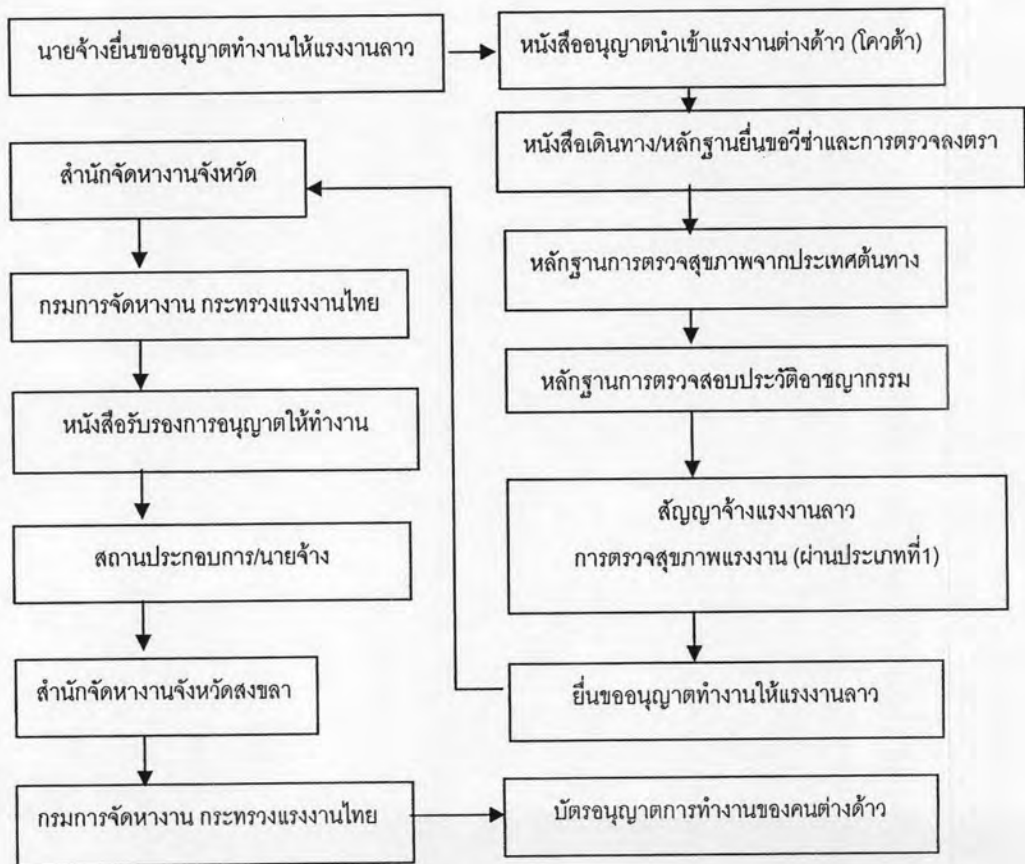 นายจ้างยื่นขออนุญาตทำงานให้แรงงานลาว
หนังสืออนุญาตนำเข้าแรงงานต่างด้าว (โควต้า)
หนังสือเดินทาง/หลักฐานยื่นขอวีซ่าและการตรวจลงตรา
หลักฐานการตรวจสุขภาพจากประเทศต้นทาง
หลักฐานการตรวจสอบประวัติอาชญากรรม
สัญญาจ้างแรงงานลาว
การตรวจสุขภาพแรงงาน (ผ่านประเภทที่1)
ยื่นขออนุญาตทำงานให้แรงงานลาว
สำนักจัดหางานจังหวัด
กรมการจัดหางาน กระทรวงแรงงานไทย
หนังสือรับรองการอนุญาตให้ทำงาน
สถานประกอบการ/นายจ้าง
สำนักจัดหางานจังหวัดสงขลา
กรมการจัดหางาน กระทรวงแรงงานไทย
บัตรอนุญาตการทำงานของคนต่างด้าว